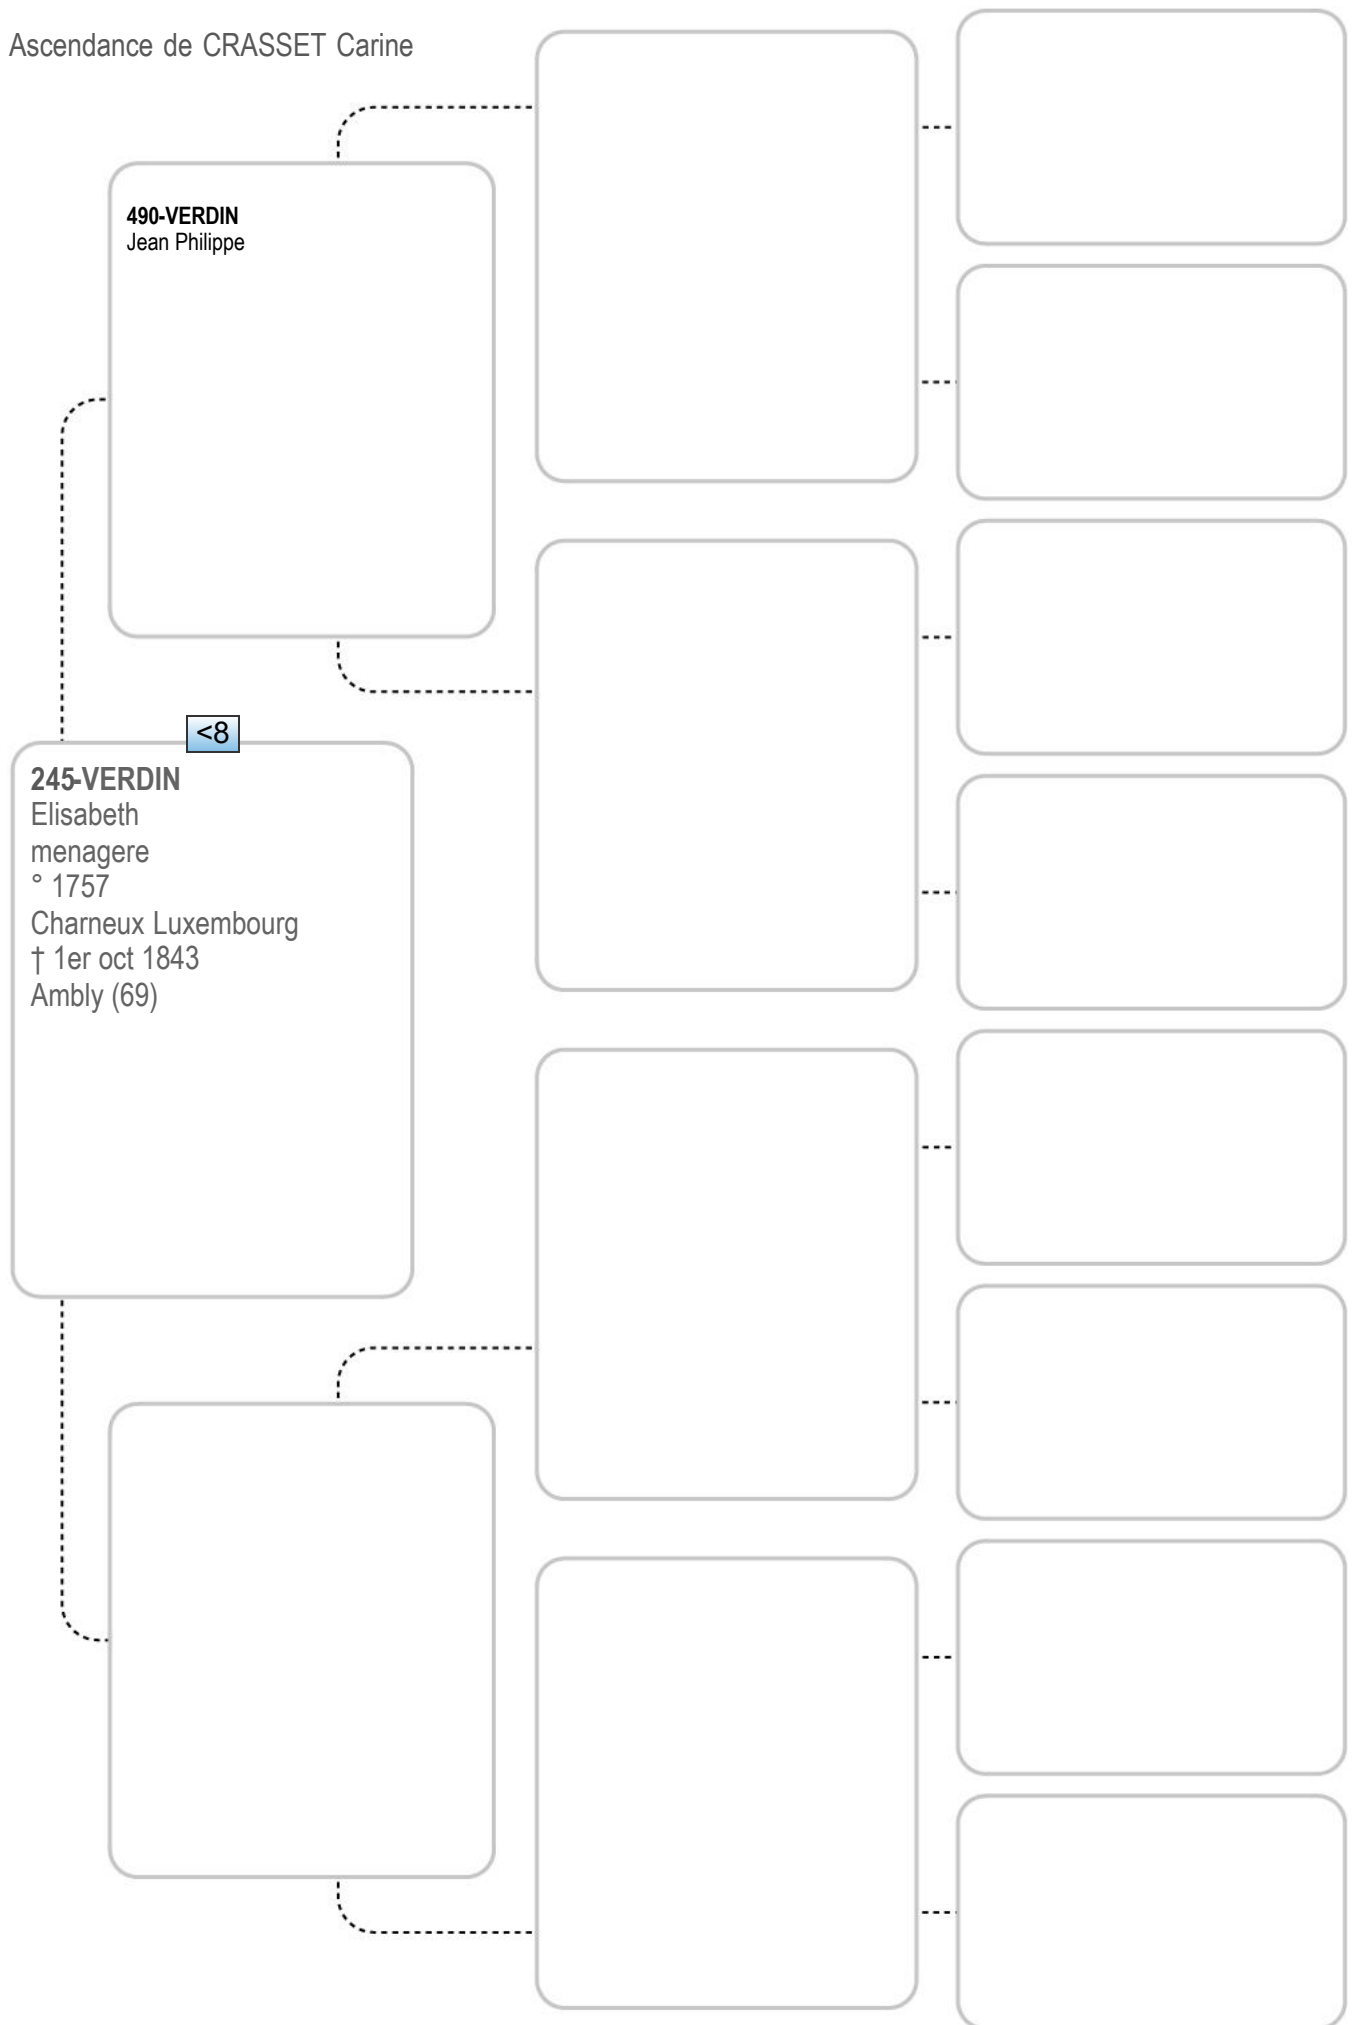 Ascendance de CRASSET Carine
490-VERDIN
Jean Philippe
<8
245-VERDIN
Elisabeth
menagere
° 1757
Charneux Luxembourg
† 1er oct 1843
Ambly (69)